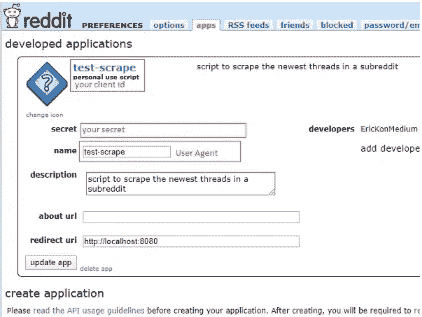 reddit PREFERENCES options apps RSS feeds friends blocked password/em
developed applications
test-scrape script to scrape the newest threads in a subreddit
personal use script
your client id
change icon
secret your secret developers EricKonMedium
name test-scrape User Agent add develope
description script to scrape the newest threads in a
subreddit
about url
redirect uri http://localhost:8080
update app delete app
create application
Please read the API usage guidelines before creating your application. After creating, you will be required to re